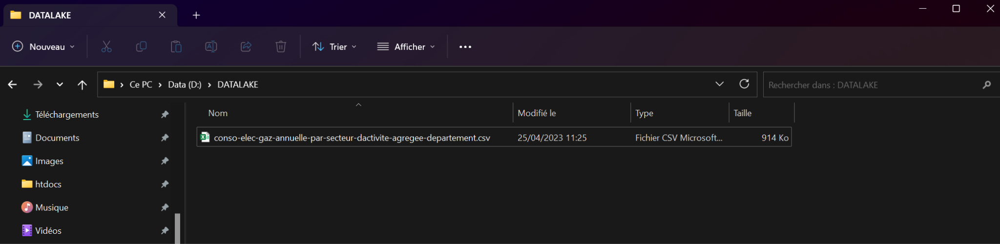 DATALAKE
Nouveau Trier Afficher
Ce PC > Data (D:) > DATALAKE Rechercher dans : DATALAKE
Téléchargements
Documents
Images
htdocs
Musique
Vidéos
Nom Modifié le Type Taille
conso-elec-gaz-annuelle-par-secteur-dactivite-agregee-departement.csv 25/04/2023 11:25 Fichier CSV Microsoft... 914 Ko